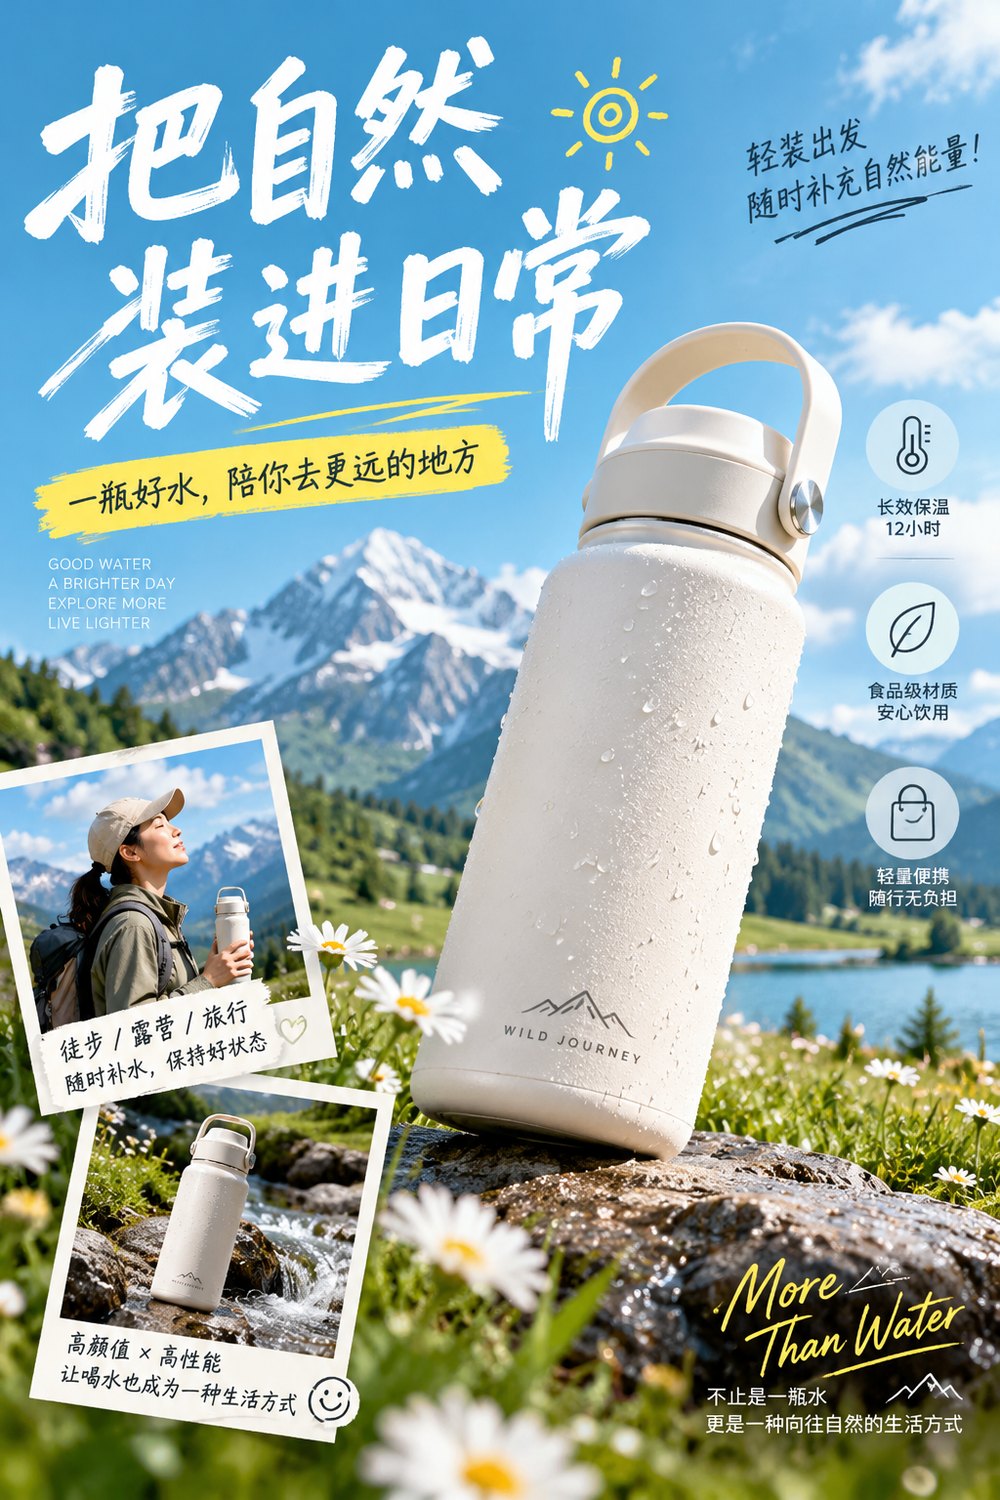 把自然
装进日常
轻装出发
随时补充自然能量！
一瓶好水，陪你去更远的地方
GOOD WATER
A BRIGHTER DAY
EXPLORE MORE
LIVE LIGHTER
长效保温
12小时
食品级材质
安心饮用
轻量便携
随行无负担
WILD JOURNEY
徒步 / 露营 / 旅行
随时补水，保持好状态
高颜值 × 高性能
让喝水也成为一种生活方式
More
Than Water
不止是一瓶水
更是一种向往自然的生活方式